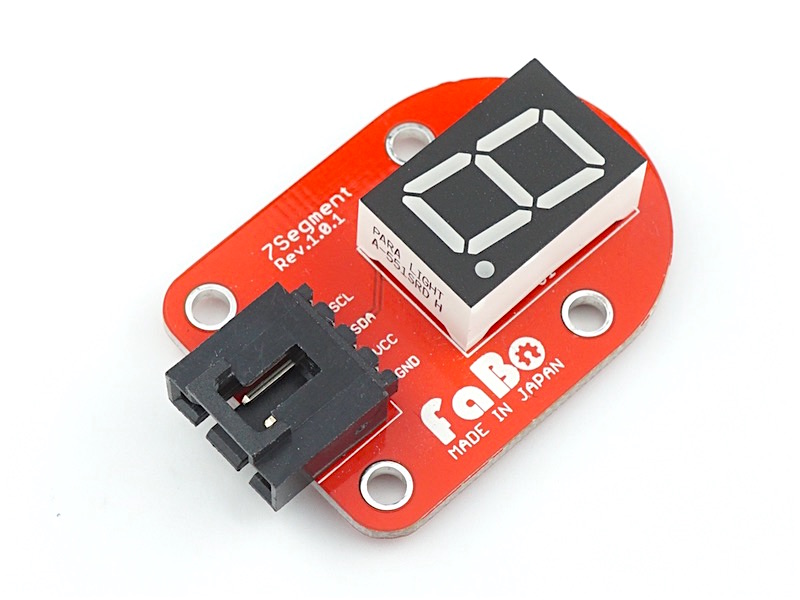 7Segment
Rev.1.0.1
PARA LIGHT
A-551SRD H
SCL
SDA
VCC
GND
FaBo
MADE IN JAPAN